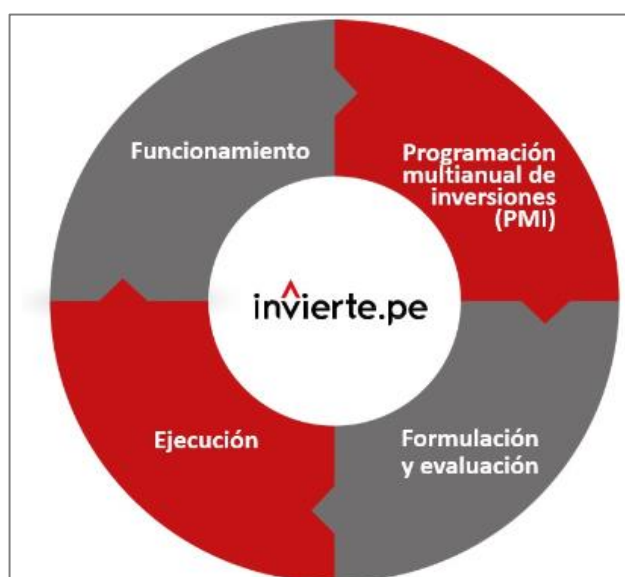 Funcionamiento
Programación
multianual de
inversiones
(PMI)
invierte.pe
Ejecución
Formulación
y evaluación